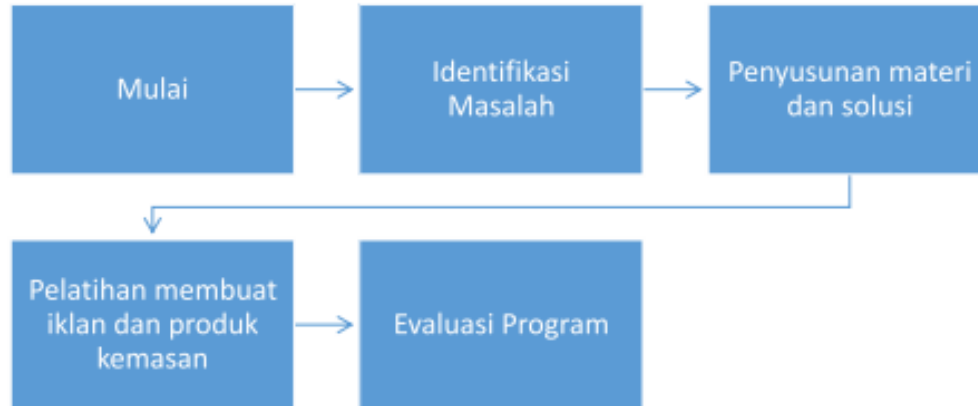 Mulai
Identifikasi
Masalah
Penyusunan materi
dan solusi
Pelatihan membuat
iklan dan produk
kemasan
Evaluasi Program